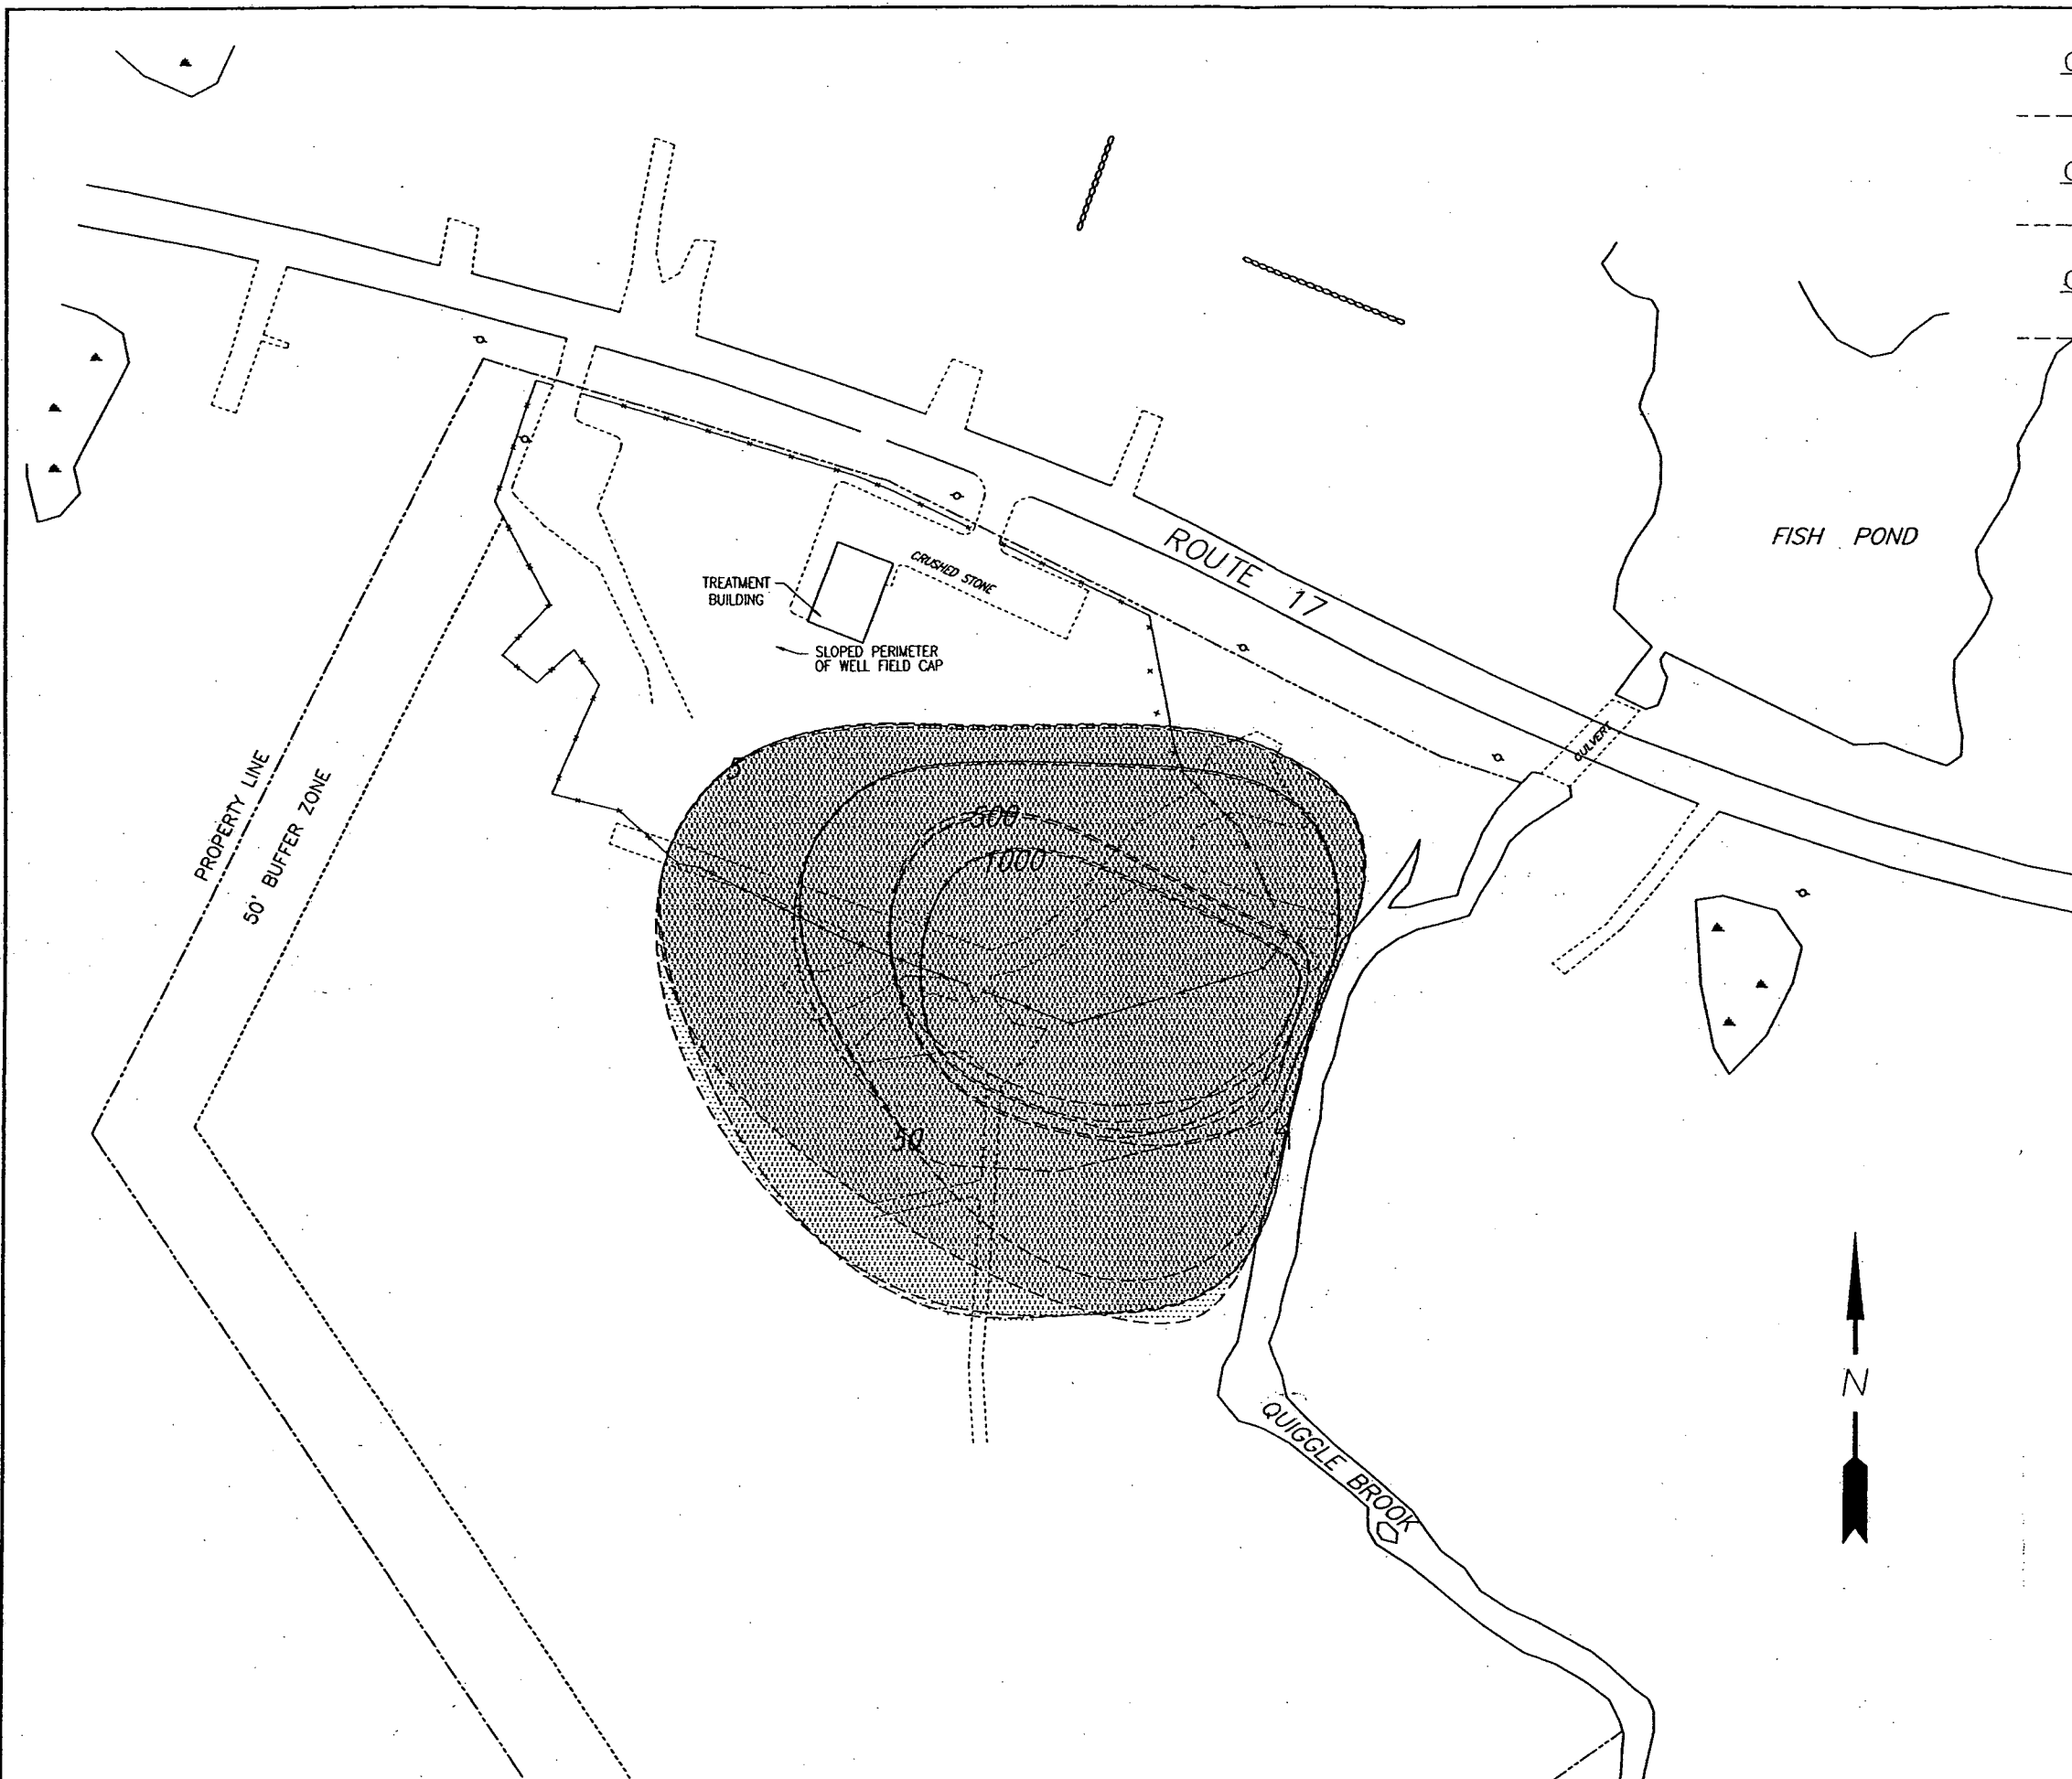 ROUTE 17
FISH POND
CRUSHED STONE
TREATMENT
BUILDING
SLOPED PERIMETER
OF WELL FIELD CAP
CULVERT
PROPERTY LINE
50' BUFFER ZONE
5
500
1000
50
QUIGGLE BROOK
N